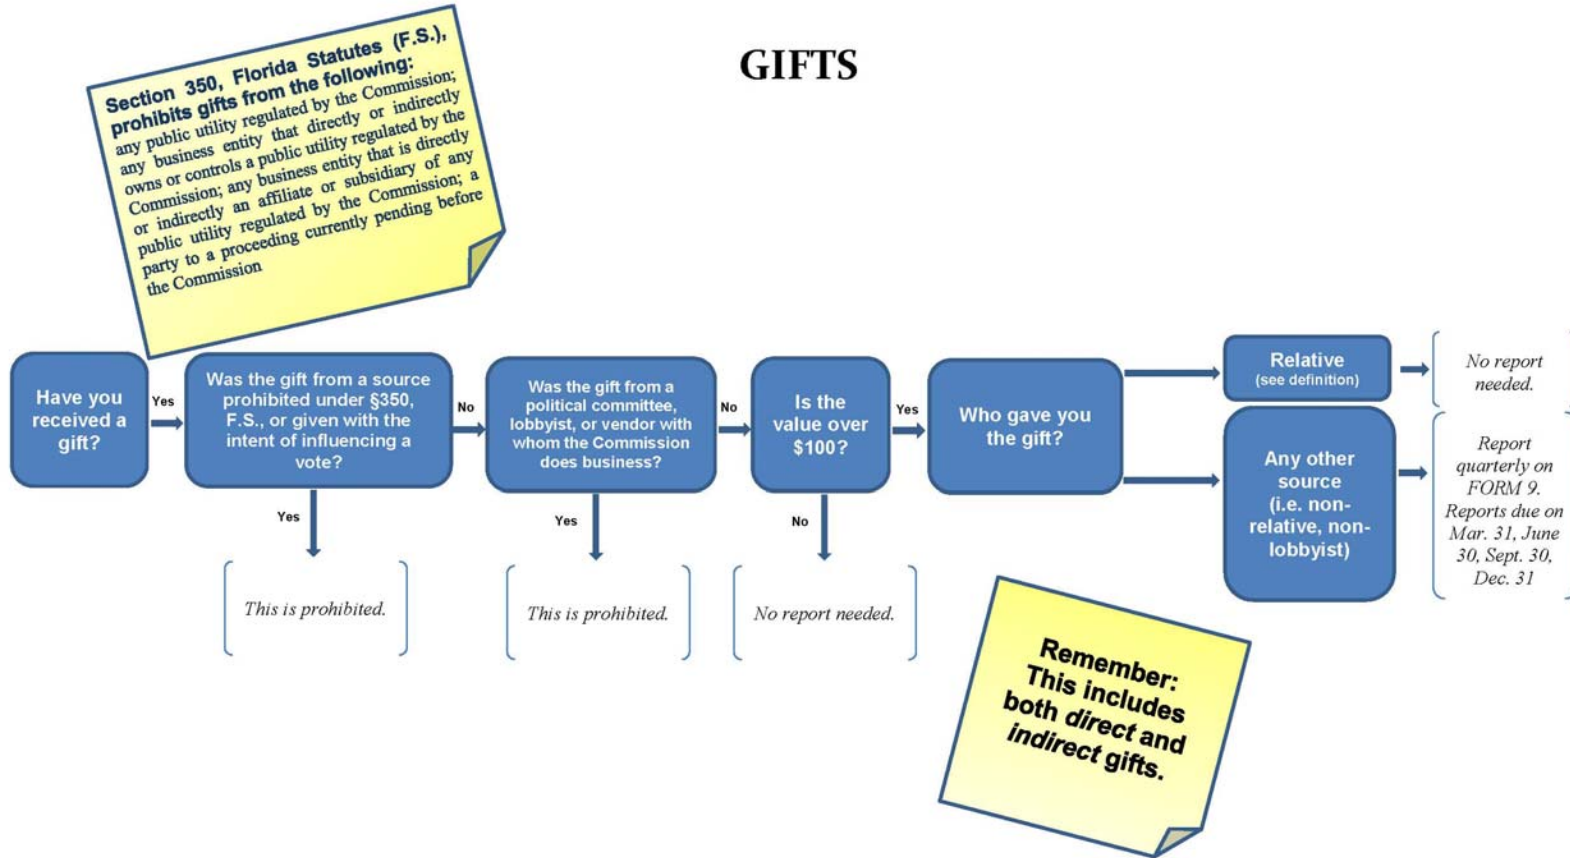 GIFTS
Section 350, Florida Statutes (F.S.),
prohibits gifts from the following:
any public utility regulated by the Commission;
any business entity that directly or indirectly
owns or controls a public utility regulated by the
Commission; any business entity that is directly
or indirectly an affiliate or subsidiary of any
public utility regulated by the Commission; a
party to a proceeding currently pending before
the Commission
Have you
received a
gift?
Yes
Was the gift from a source
prohibited under §350,
F.S., or given with the
intent of influencing a
vote?
No
Was the gift from a
political committee,
lobbyist, or vendor with
whom the Commission
does business?
No
Is the
value over
$100?
Yes
Who gave you
the gift?
Relative
(see definition)
No report
needed.
Any other
source
(i.e. non-
relative, non-
lobbyist)
Report
quarterly on
FORM 9.
Reports due on
Mar. 31, June
30, Sept. 30,
Dec. 31
Yes
Yes
No
This is prohibited.
This is prohibited.
No report needed.
Remember:
This includes
both direct and
indirect gifts.